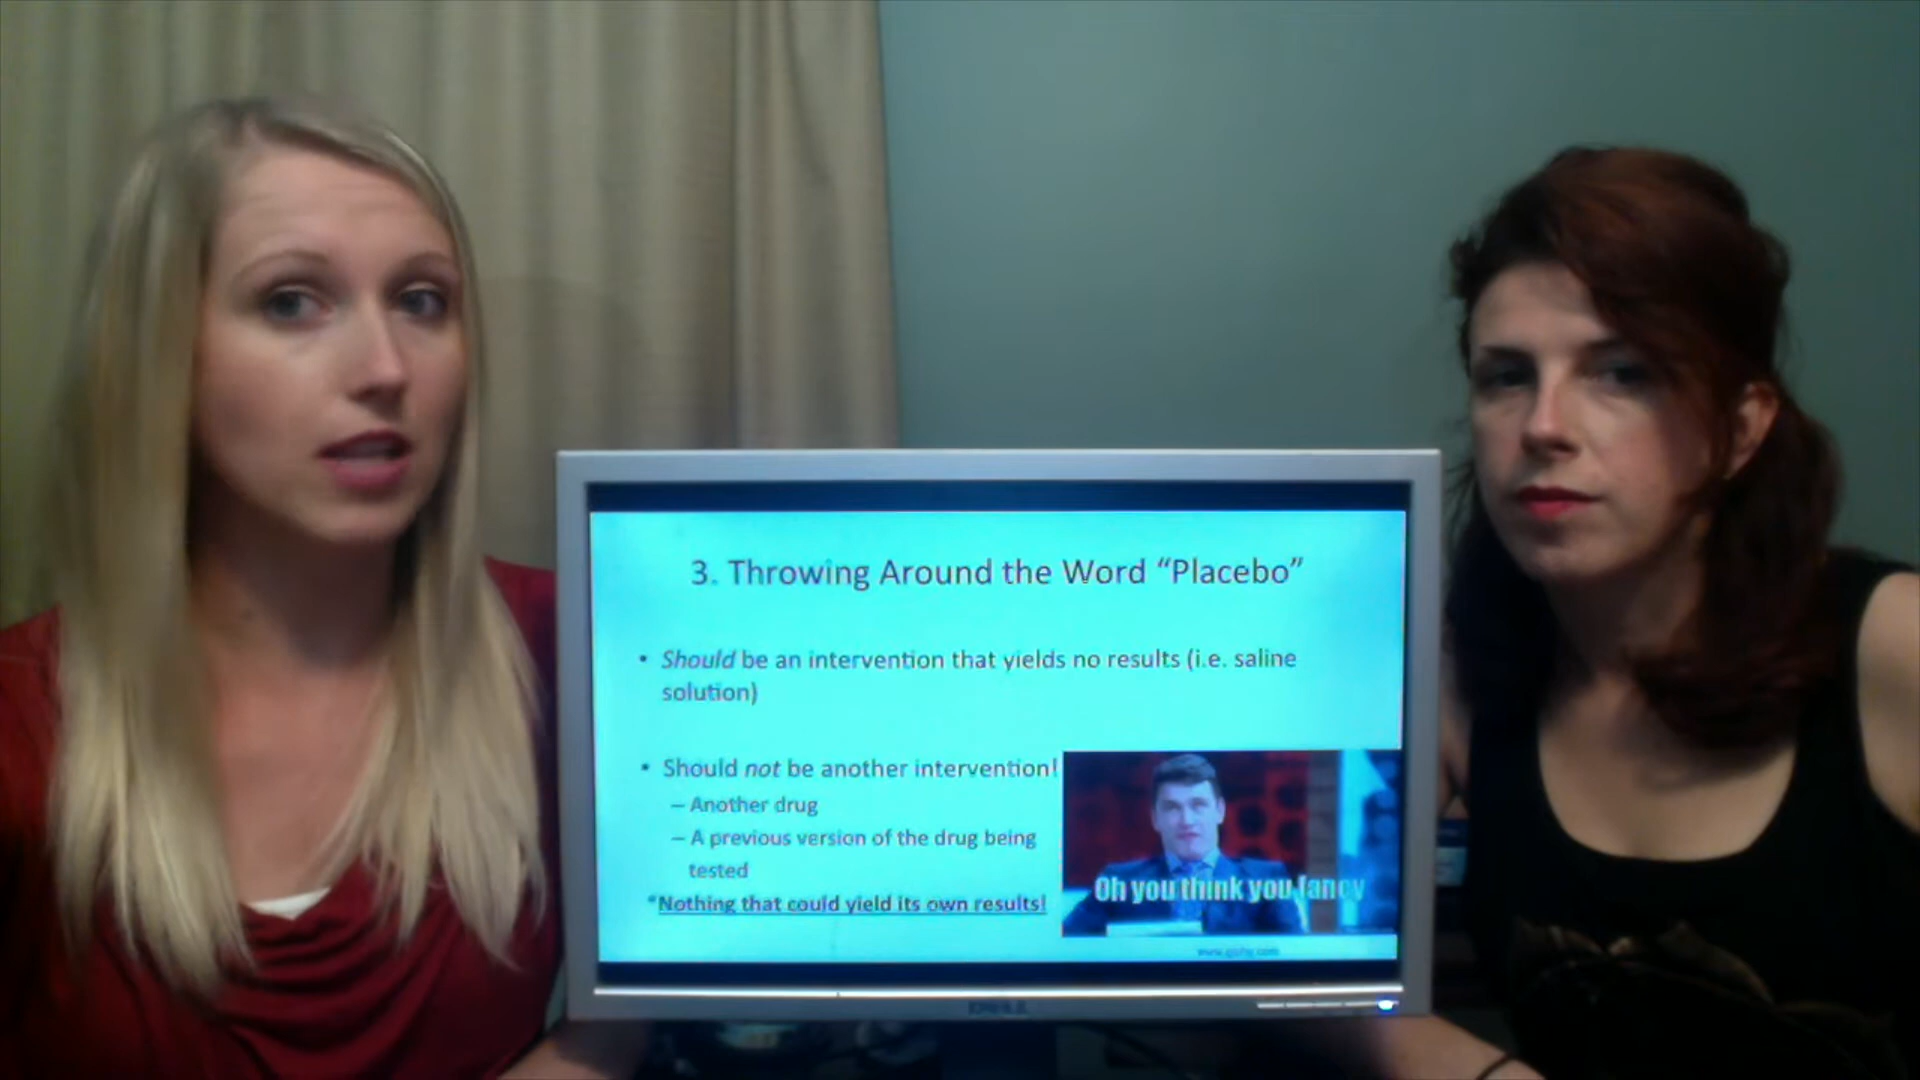 3. Throwing Around the Word “Placebo”
• Should be an intervention that yields no results (i.e. saline
solution)
• Should not be another intervention!
– Another drug
– A previous version of the drug being
tested
*Nothing that could yield its own results!
Oh you think you fancy
DELL